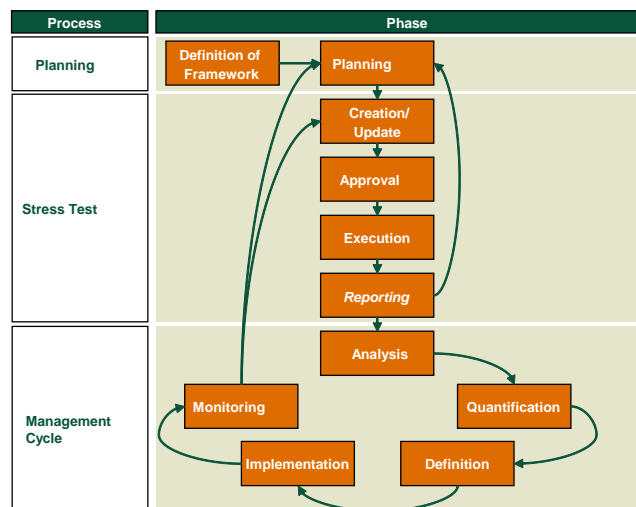 Process
Phase
Planning
Definition of
Framework
Planning
Stress Test
Creation/
Update
Approval
Execution
Reporting
Management
Cycle
Analysis
Monitoring
Quantification
Implementation
Definition